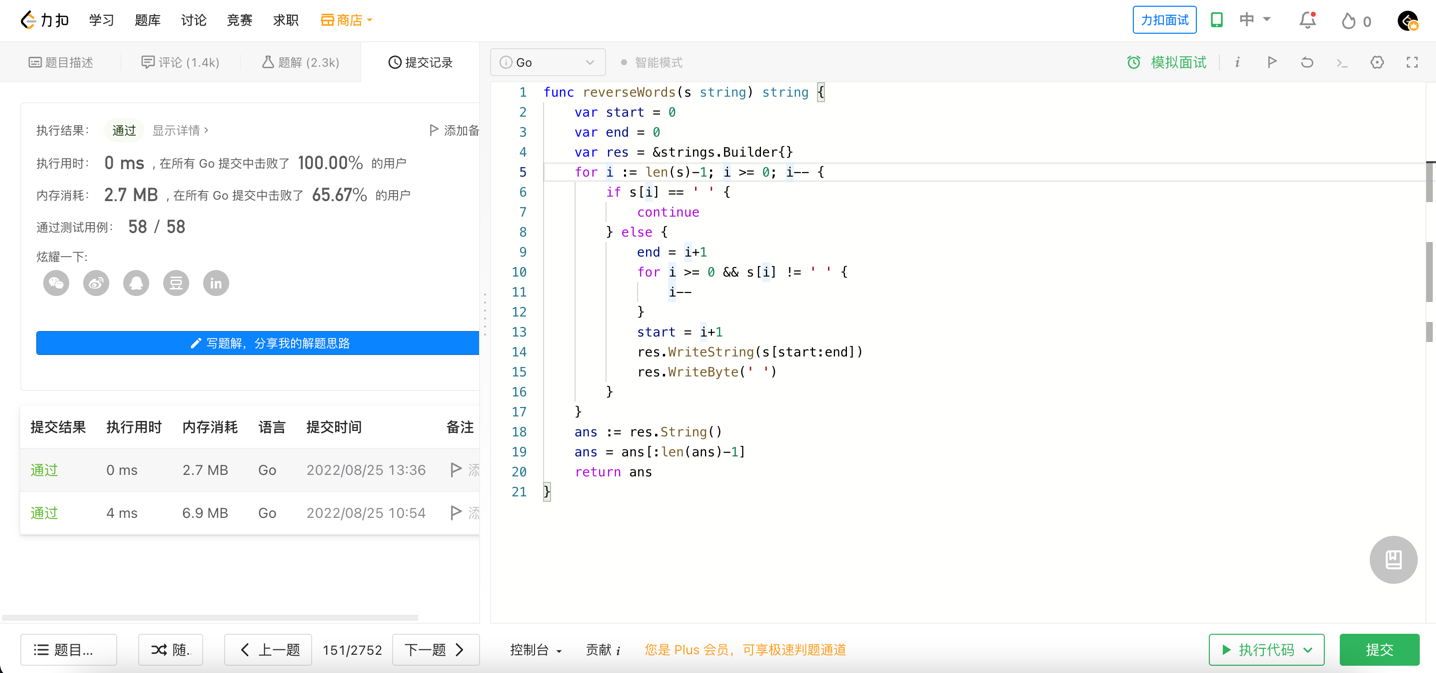 力扣 学习 题库 讨论 竞赛 求职 商店 力扣面试 中 0
题目描述 评论 (1.4k) 题解 (2.3k) 提交记录
执行结果： 通过 显示详情 › 添加备
执行用时： 0 ms , 在所有 Go 提交中击败了 100.00% 的用户
内存消耗： 2.7 MB , 在所有 Go 提交中击败了 65.67% 的用户
通过测试用例： 58 / 58
炫耀一下:
豆 in
写题解，分享我的解题思路
提交结果 执行用时 内存消耗 语言 提交时间 备注
通过 0 ms 2.7 MB Go 2022/08/25 13:36 添
通过 4 ms 6.9 MB Go 2022/08/25 10:54 添
Go 智能模式 模拟面试 i
1 func reverseWords(s string) string {
2 var start = 0
3 var end = 0
4 var res = &strings.Builder{}
5 for i := len(s)-1; i >= 0; i-- {
6 if s[i] == ' ' {
7 continue
8 } else {
9 end = i+1
10 for i >= 0 && s[i] != ' ' {
11 i--
12 }
13 start = i+1
14 res.WriteString(s[start:end])
15 res.WriteByte(' ')
16 }
17 }
18 ans := res.String()
19 ans = ans[:len(ans)-1]
20 return ans
21 }
题目... 随. 上一题 151/2752 下一题 控制台 贡献 i 您是 Plus 会员，可享极速判题通道 执行代码 提交